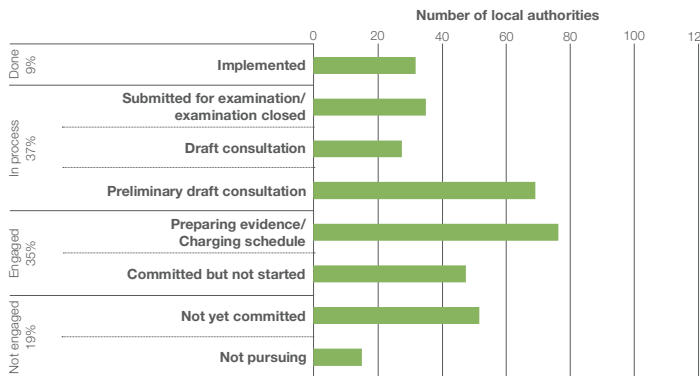 Number of local authorities
0 20 40 60 80 100 12
Done
9%
Implemented
In process
37%
Submitted for examination/
examination closed
Draft consultation
Preliminary draft consultation
Engaged
35%
Preparing evidence/
Charging schedule
Committed but not started
Not engaged
19%
Not yet committed
Not pursuing